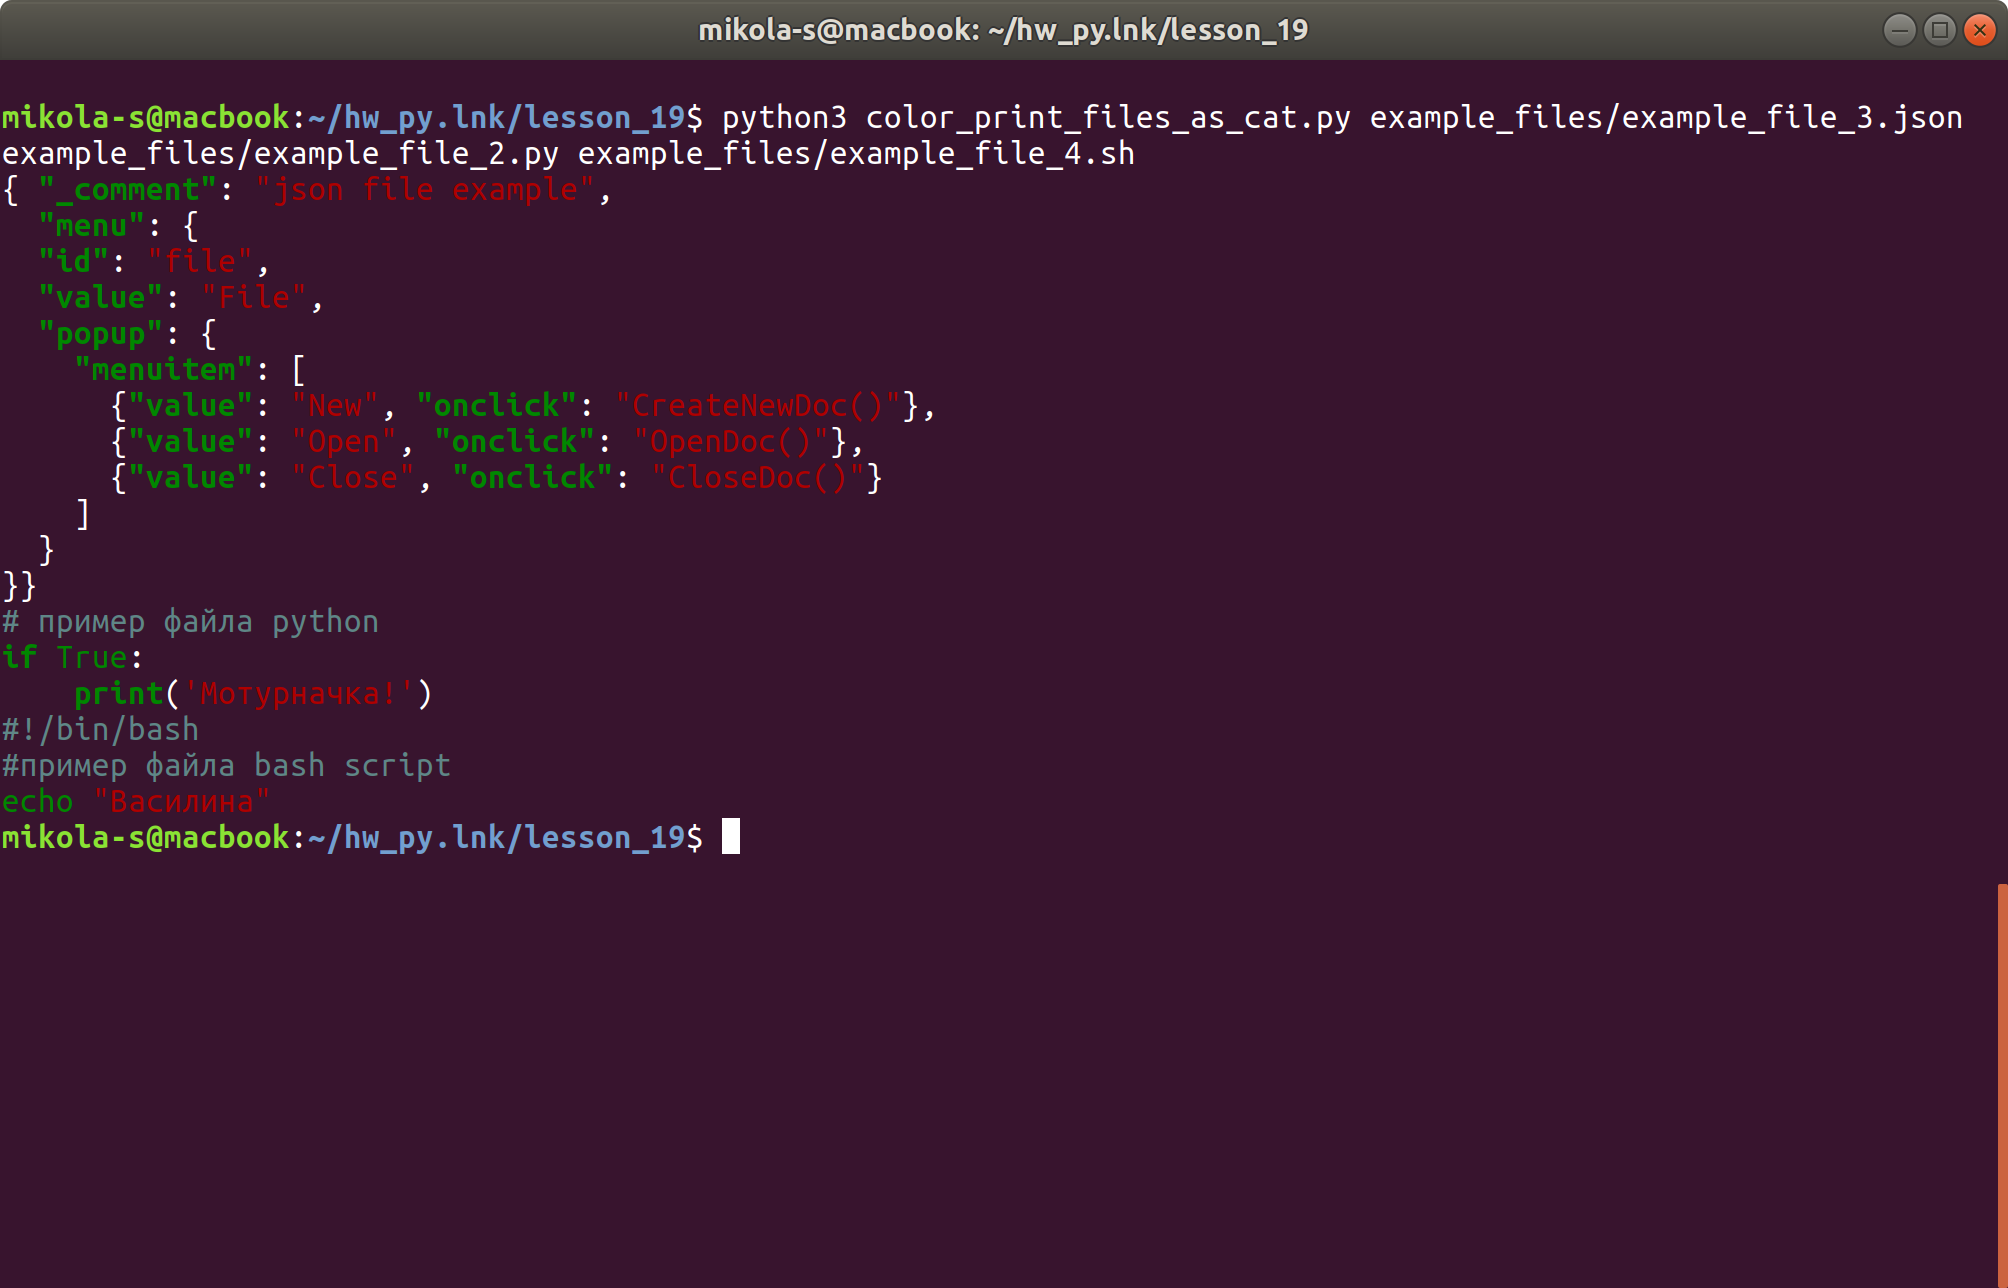 mikola-s@macbook: ~/hw_py.lnk/lesson_19
mikola-s@macbook:~/hw_py.lnk/lesson_19$ python3 color_print_files_as_cat.py example_files/example_file_3.json
example_files/example_file_2.py example_files/example_file_4.sh
{ "_comment": "json file example",
  "menu": {
  "id": "file",
  "value": "File",
  "popup": {
    "menuitem": [
      {"value": "New", "onclick": "CreateNewDoc()"},
      {"value": "Open", "onclick": "OpenDoc()"},
      {"value": "Close", "onclick": "CloseDoc()"}
    ]
  }
}}
# пример файла python
if True:
    print('Мотурначка!')
#!/bin/bash
#пример файла bash script
echo "Василина"
mikola-s@macbook:~/hw_py.lnk/lesson_19$